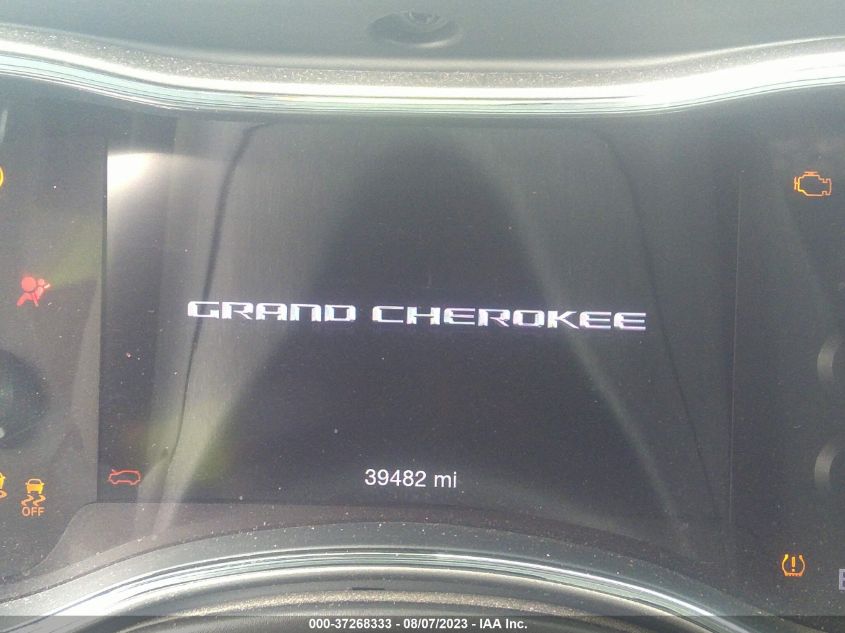 GRAND CHEROKEE
39482 mi
OFF
000-37268333 - 08/07/2023 - IAA Inc.